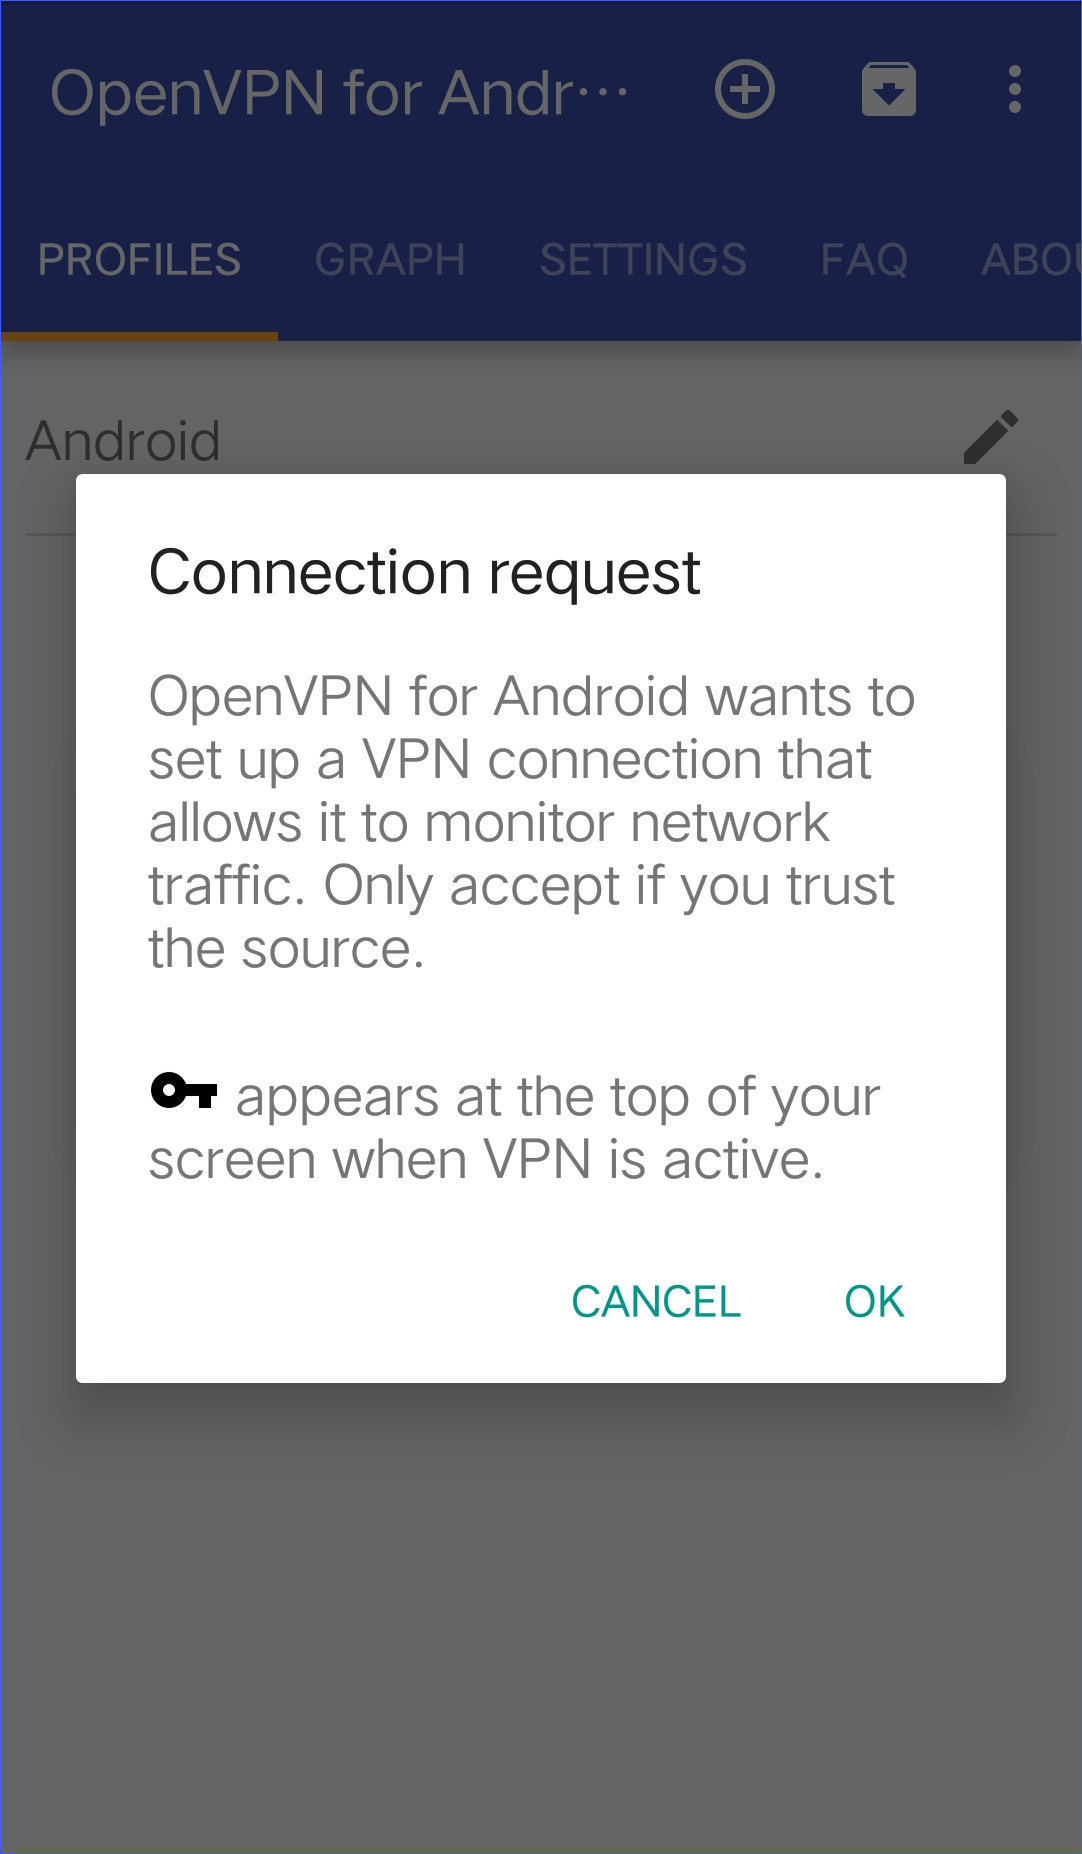 OpenVPN for Andr...
PROFILES GRAPH SETTINGS FAQ ABOU
Android
Connection request
OpenVPN for Android wants to
set up a VPN connection that
allows it to monitor network
traffic. Only accept if you trust
the source.
appears at the top of your
screen when VPN is active.
CANCEL OK